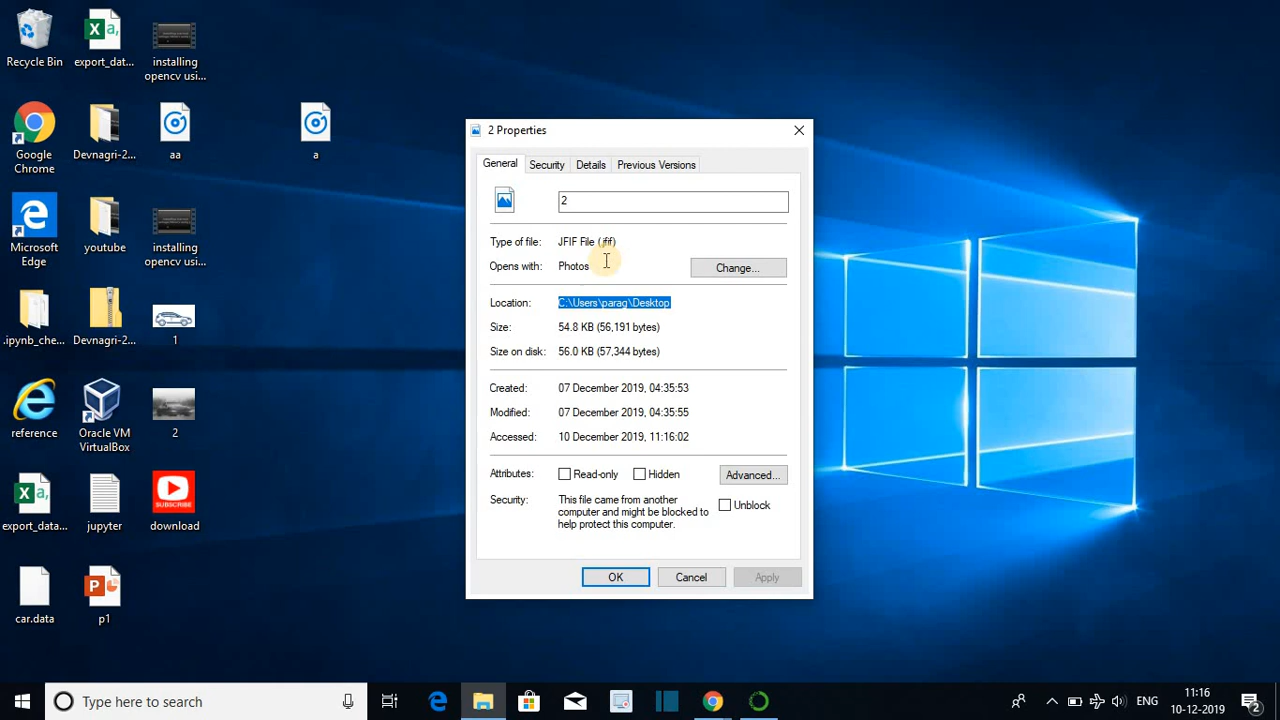 Recycle Bin
export_dat...
installing
opencv usi...
Google
Chrome
Devnagri-2...
aa
a
Microsoft
Edge
youtube
installing
opencv usi...
.ipynb_che...
Devnagri-2...
1
reference
Oracle VM
VirtualBox
2
export_data...
jupyter
SUBSCRIBE
download
car.data
p1
2 Properties
General Security Details Previous Versions
2
Type of file: JFIF File (.jfif)
Opens with: Photos Change...
Location: C:\Users\parag\Desktop
Size: 54.8 KB (56,191 bytes)
Size on disk: 56.0 KB (57,344 bytes)
Created: 07 December 2019, 04:35:53
Modified: 07 December 2019, 04:35:55
Accessed: 10 December 2019, 11:16:02
Attributes: Read-only Hidden Advanced...
Security: This file came from another
computer and might be blocked to
help protect this computer.
Unblock
OK Cancel Apply
Type here to search
ENG
11:16
10-12-2019
2